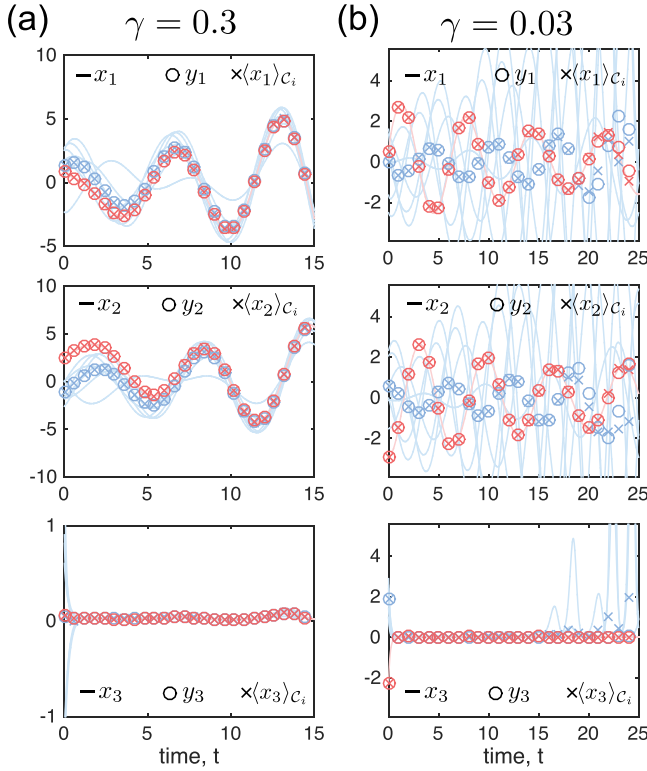 (a) γ = 0.3
(b) γ = 0.03
10
5
0
-5
x₁ y₁ ⟨x₁⟩_{𝒞ᵢ}
0 5 10 15
4
2
0
-2
x₁ y₁ ⟨x₁⟩_{𝒞ᵢ}
0 5 10 15 20 25
10
5
0
-5
-10
x₂ y₂ ⟨x₂⟩_{𝒞ᵢ}
0 5 10 15
4
2
0
-2
x₂ y₂ ⟨x₂⟩_{𝒞ᵢ}
0 5 10 15 20 25
1
0
-1
x₃ y₃ ⟨x₃⟩_{𝒞ᵢ}
0 5 10 15
time, t
4
2
0
-2
x₃ y₃ ⟨x₃⟩_{𝒞ᵢ}
0 5 10 15 20 25
time, t